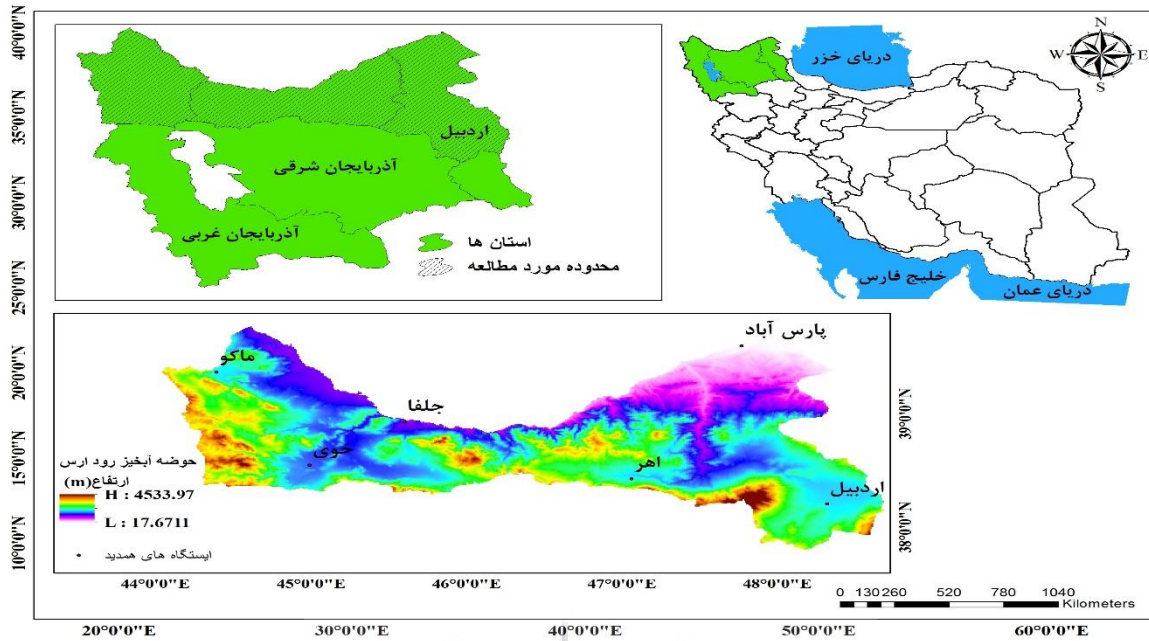 40°0'0"N
35°0'0"N
30°0'0"N
25°0'0"N
20°0'0"N
15°0'0"N
10°0'0"N
اردبیل
آذربایجان شرقی
آذربایجان غربی
استان ها
محدوده مورد مطالعه
دریای خزر
N
W
E
S
خلیج فارس
دریای عمان
پارس آباد
ماکو
جلفا
خوی
اهر
اردبیل
39°0'0"N
38°0'0"N
حوضه آبخیز رود ارس
ارتفاع(m)
H : 4533.97
L : 17.6711
ایستگاه های همدید
44°0'0"E 45°0'0"E 46°0'0"E 47°0'0"E 48°0'0"E
0 130 260 520 780 1040
Kilometers
20°0'0"E 30°0'0"E 40°0'0"E 50°0'0"E 60°0'0"E